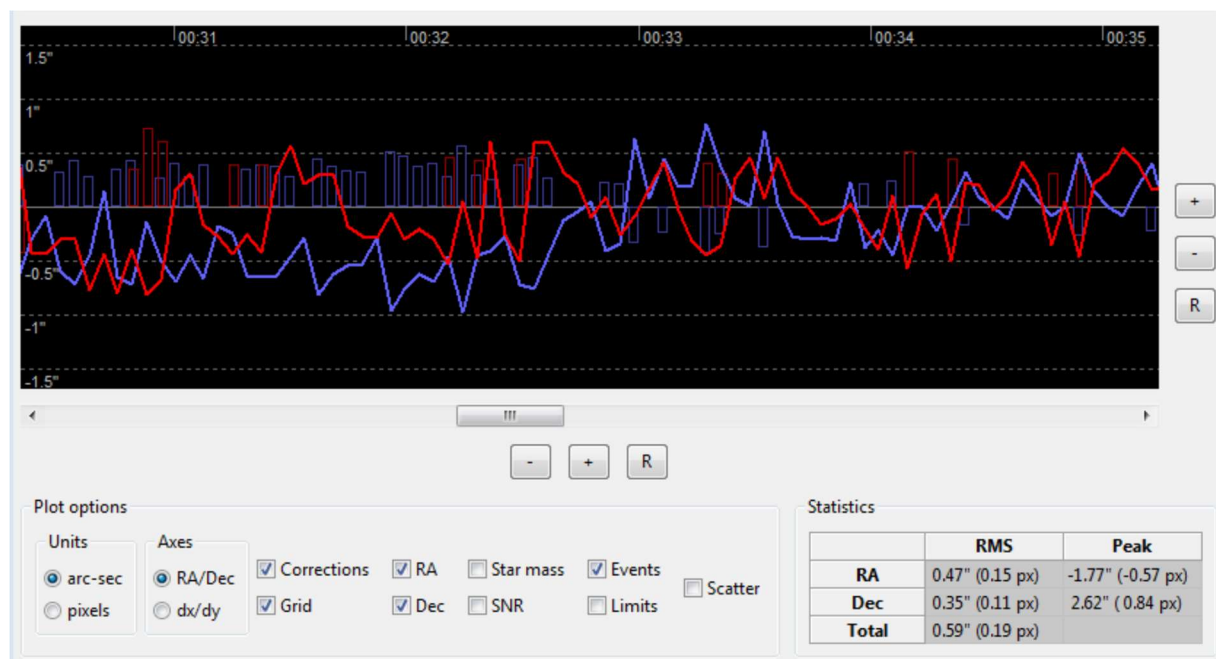 00:31 00:32 00:33 00:34 00:35
1.5"
1"
0.5"
-0.5"
-1"
-1.5"
+
-
R
- + R
Plot options
Units Axes
arc-sec RA/Dec Corrections RA Star mass Events Scatter
pixels dx/dy Grid Dec SNR Limits
Statistics
RMS Peak
RA 0.47" (0.15 px) -1.77" (-0.57 px)
Dec 0.35" (0.11 px) 2.62" ( 0.84 px)
Total 0.59" (0.19 px)